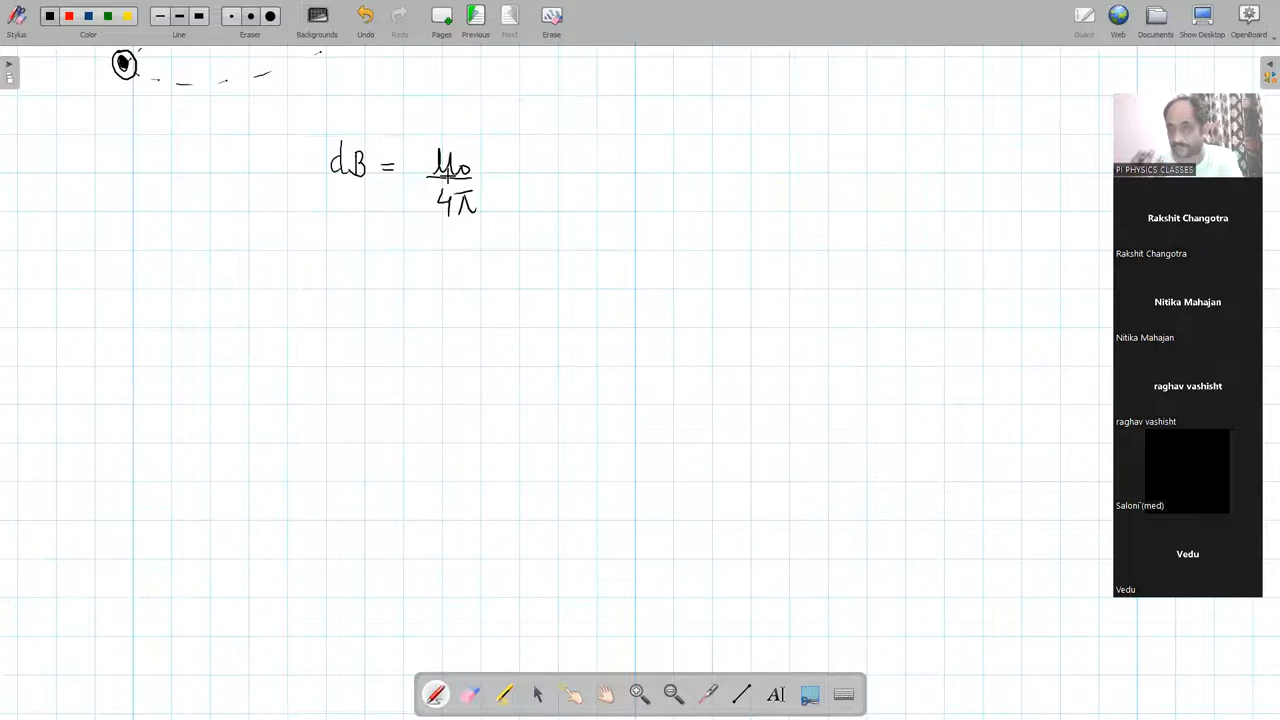 Stylus
Color
Line
Eraser
Backgrounds
Undo
Redo
Pages
Previous
Next
Erase
Board
Web
Documents
Show Desktop
OpenBoard
dB = μ₀
4π
PI PHYSICS CLASSES
Rakshit Changotra
Rakshit Changotra
Nitika Mahajan
Nitika Mahajan
raghav vashisht
raghav vashisht
Saloni (med)
Vedu
Vedu